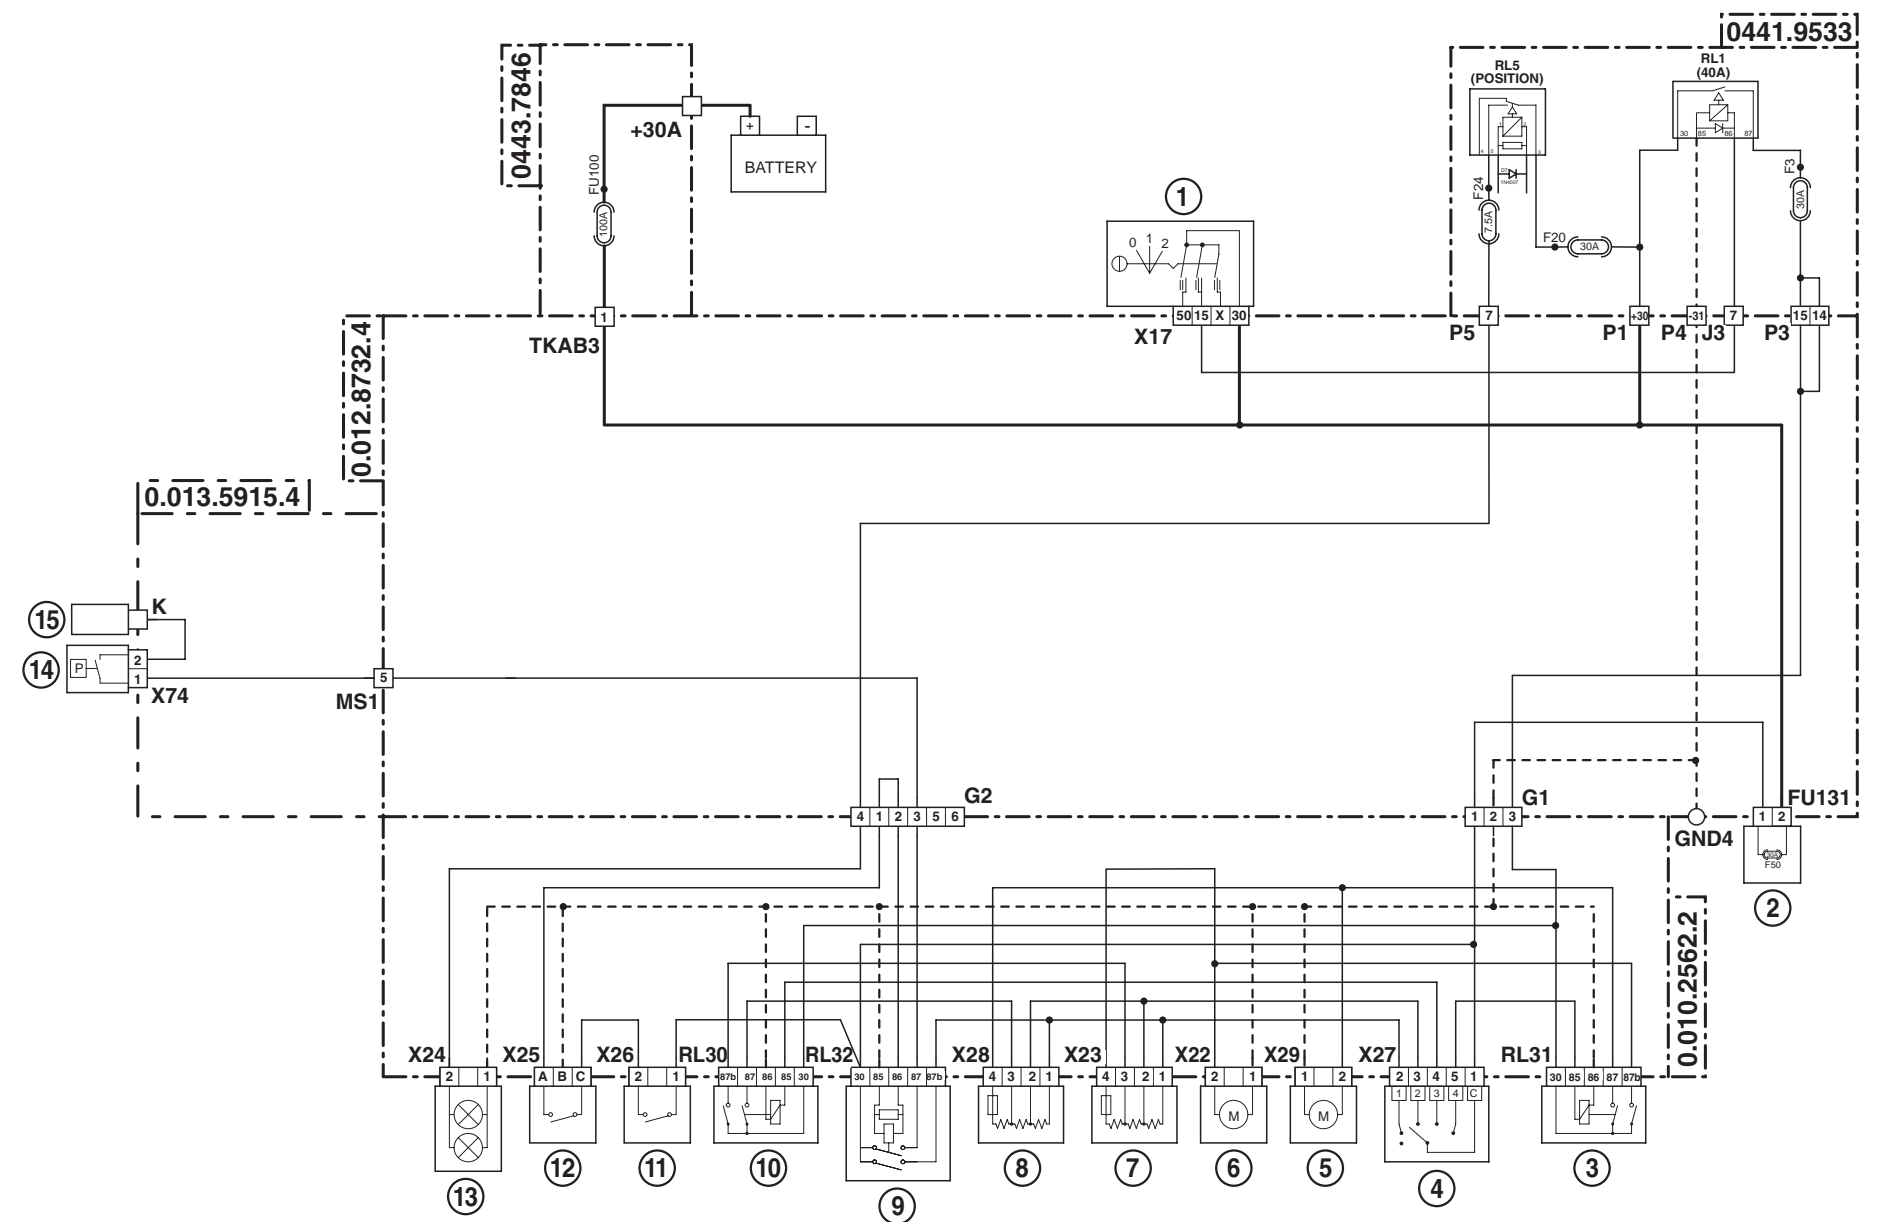 0441.9533
RL5
(POSITION)
RL1
(40A)
0443.7846
+30A
+ -
BATTERY
FU100
100A
1
0 1 2
4 5 3
1N4007
30 85 86 87
F24
7.5A
F20
30A
F3
30A
1
TKAB3
50 15 X 30
X17
7
P5
+30
P1
-31
P4
7
J3
15 14
P3
0.012.8732.4
0.013.5915.4
15
K
14
P
2
1
X74
5
MS1
4 1 2 3 5 6
G2
1 2 3
G1
GND4
FU131
1 2
30A
F50
2
0.010.2562.2
X24
2 1
X25
A B C
X26
2 1
RL30
87b 87 86 85 30
RL32
30 85 86 87 87b
X28
4 3 2 1
X23
4 3 2 1
X22
2 1
X29
1 2
X27
2 3 4 5 1
1 2 3 4 C
RL31
30 85 86 87 87b
M
M
13
12
11
10
9
8
7
6
5
4
3